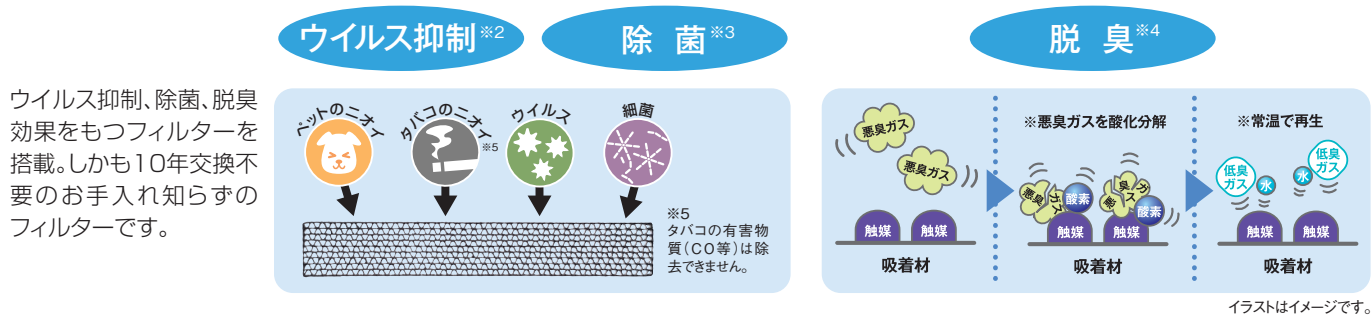 ウイルス抑制※2
除 菌※3
脱 臭※4
ウイルス抑制、除菌、脱臭
効果をもつフィルターを
搭載。しかも10年交換不
要のお手入れ知らずの
フィルターです。
ペットのニオイ
タバコのニオイ
※5
ウイルス
細菌
※5
タバコの有害物
質(CO等)は除
去できません。
悪臭ガス
悪臭ガス
触媒
触媒
吸着材
※悪臭ガスを酸化分解
悪臭
ガス
酸素
悪
臭
ガス
酸素
触媒
触媒
吸着材
※常温で再生
低臭
ガス
水
水
低臭
ガス
触媒
触媒
吸着材
イラストはイメージです。